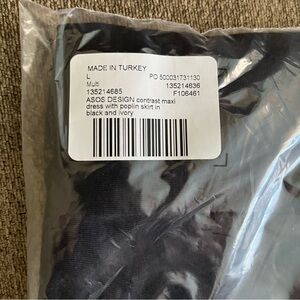 MADE IN TURKEY
L PO 500031731130
Multi 135214636
135214685 F106461
ASOS DESIGN contrast maxi
dress with poplin skirt in
black and ivory